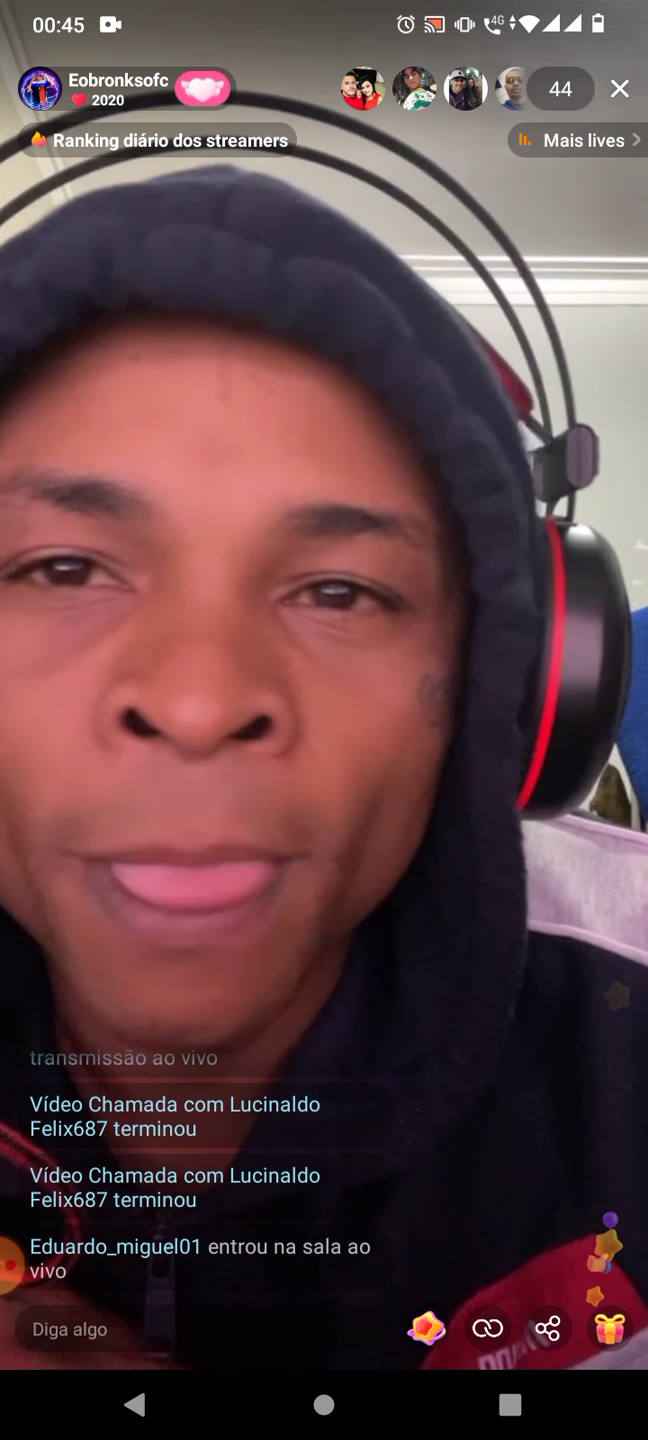 00:45
4G
Eobronksofc
2020
44
Ranking diário dos streamers
Mais lives
transmissão ao vivo
Vídeo Chamada com Lucinaldo
Felix687 terminou
Vídeo Chamada com Lucinaldo
Felix687 terminou
Eduardo_miguel01 entrou na sala ao
vivo
Diga algo